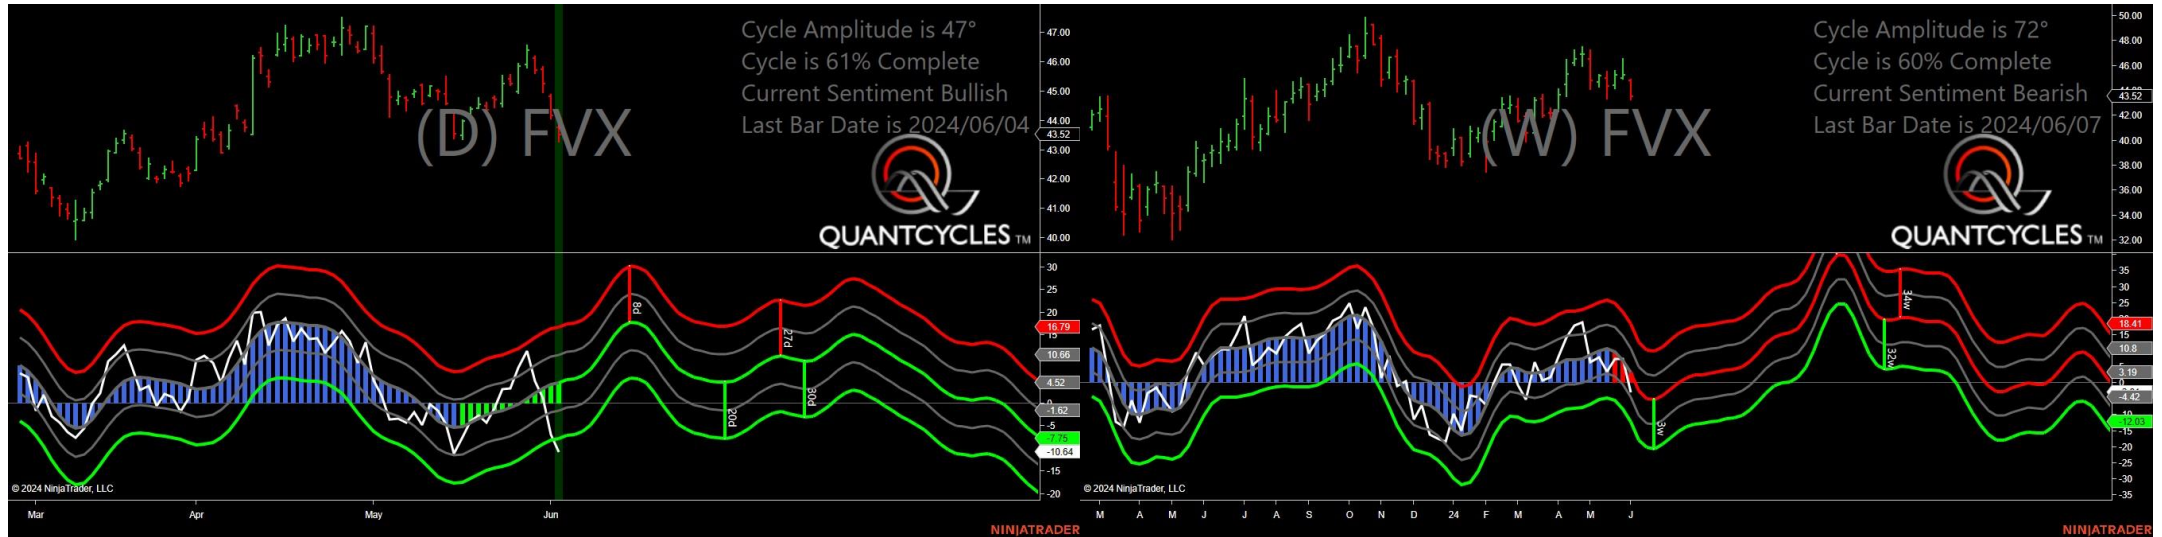 Cycle Amplitude is 47°
Cycle is 61% Complete
Current Sentiment Bullish
Last Bar Date is 2024/06/04
(D) FVX
QUANTCYCLES TM
47.00
46.00
45.00
44.00
43.52
43.00
42.00
41.00
40.00
30
25
20
16.79
15
10.66
4.52
0
-1.62
-5
-7.75
-10.64
-15
-20
8d
27d
20d
30d
© 2024 NinjaTrader, LLC
Mar Apr May Jun
NINJATRADER
Cycle Amplitude is 72°
Cycle is 60% Complete
Current Sentiment Bearish
Last Bar Date is 2024/06/07
(W) FVX
QUANTCYCLES TM
50.00
48.00
46.00
43.52
42.00
40.00
38.00
36.00
34.00
32.00
35
30
25
20
18.41
15
10.8
3.19
0
-4.42
-10
-12.03
-15
-20
-25
-30
-35
34w
32w
3w
© 2024 NinjaTrader, LLC
M A M J J A S O N D 24 F M A M J
NINJATRADER